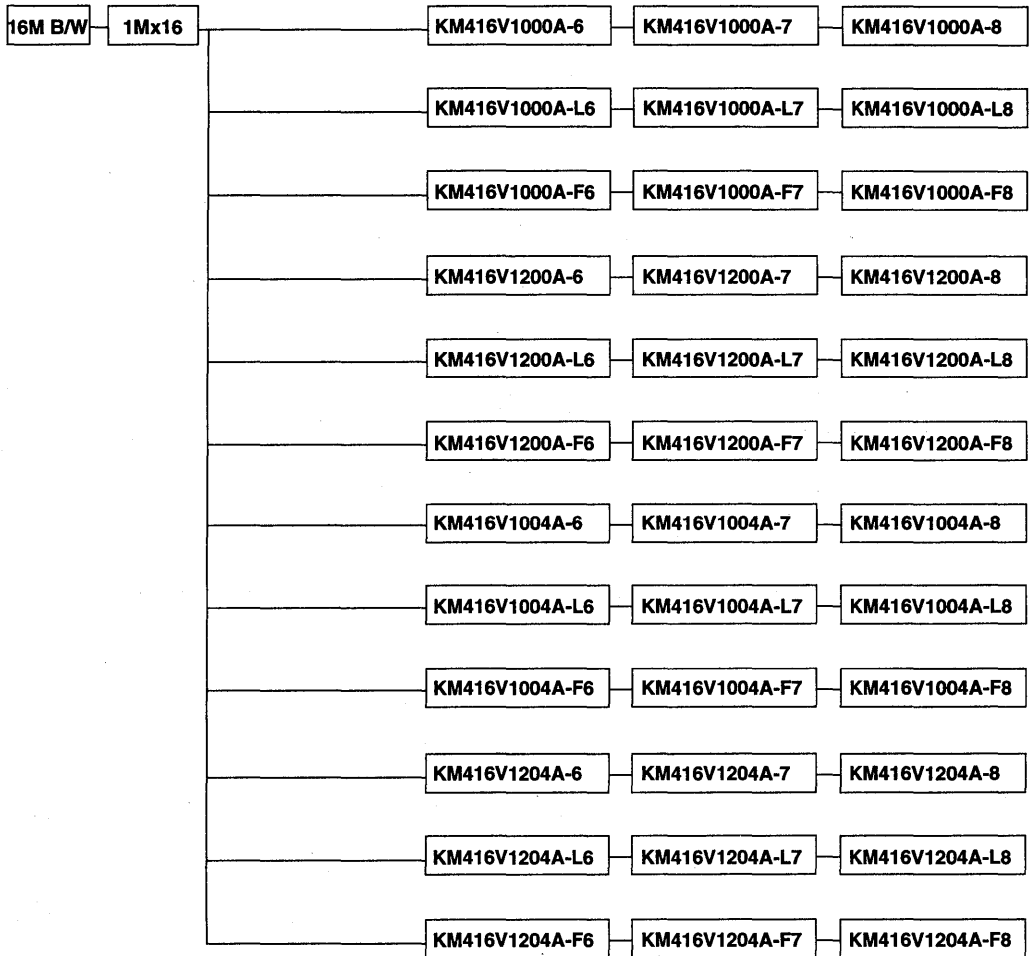 16M B/W 1Mx16 KM416V1000A-6 KM416V1000A-7 KM416V1000A-8
KM416V1000A-L6 KM416V1000A-L7 KM416V1000A-L8
KM416V1000A-F6 KM416V1000A-F7 KM416V1000A-F8
KM416V1200A-6 KM416V1200A-7 KM416V1200A-8
KM416V1200A-L6 KM416V1200A-L7 KM416V1200A-L8
KM416V1200A-F6 KM416V1200A-F7 KM416V1200A-F8
KM416V1004A-6 KM416V1004A-7 KM416V1004A-8
KM416V1004A-L6 KM416V1004A-L7 KM416V1004A-L8
KM416V1004A-F6 KM416V1004A-F7 KM416V1004A-F8
KM416V1204A-6 KM416V1204A-7 KM416V1204A-8
KM416V1204A-L6 KM416V1204A-L7 KM416V1204A-L8
KM416V1204A-F6 KM416V1204A-F7 KM416V1204A-F8